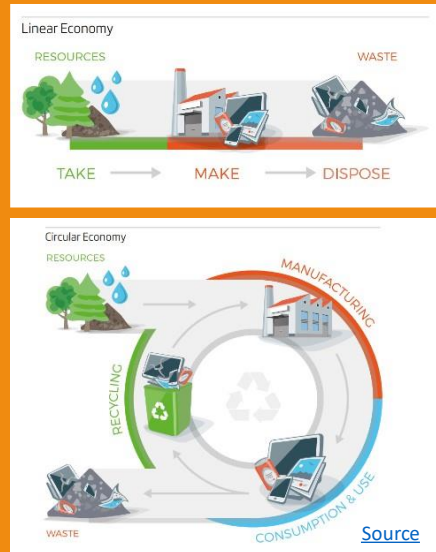 Linear Economy
RESOURCES
WASTE
TAKE
MAKE
DISPOSE
Circular Economy
RESOURCES
MANUFACTURING
RECYCLING
CONSUMPTION & USE
WASTE
Source